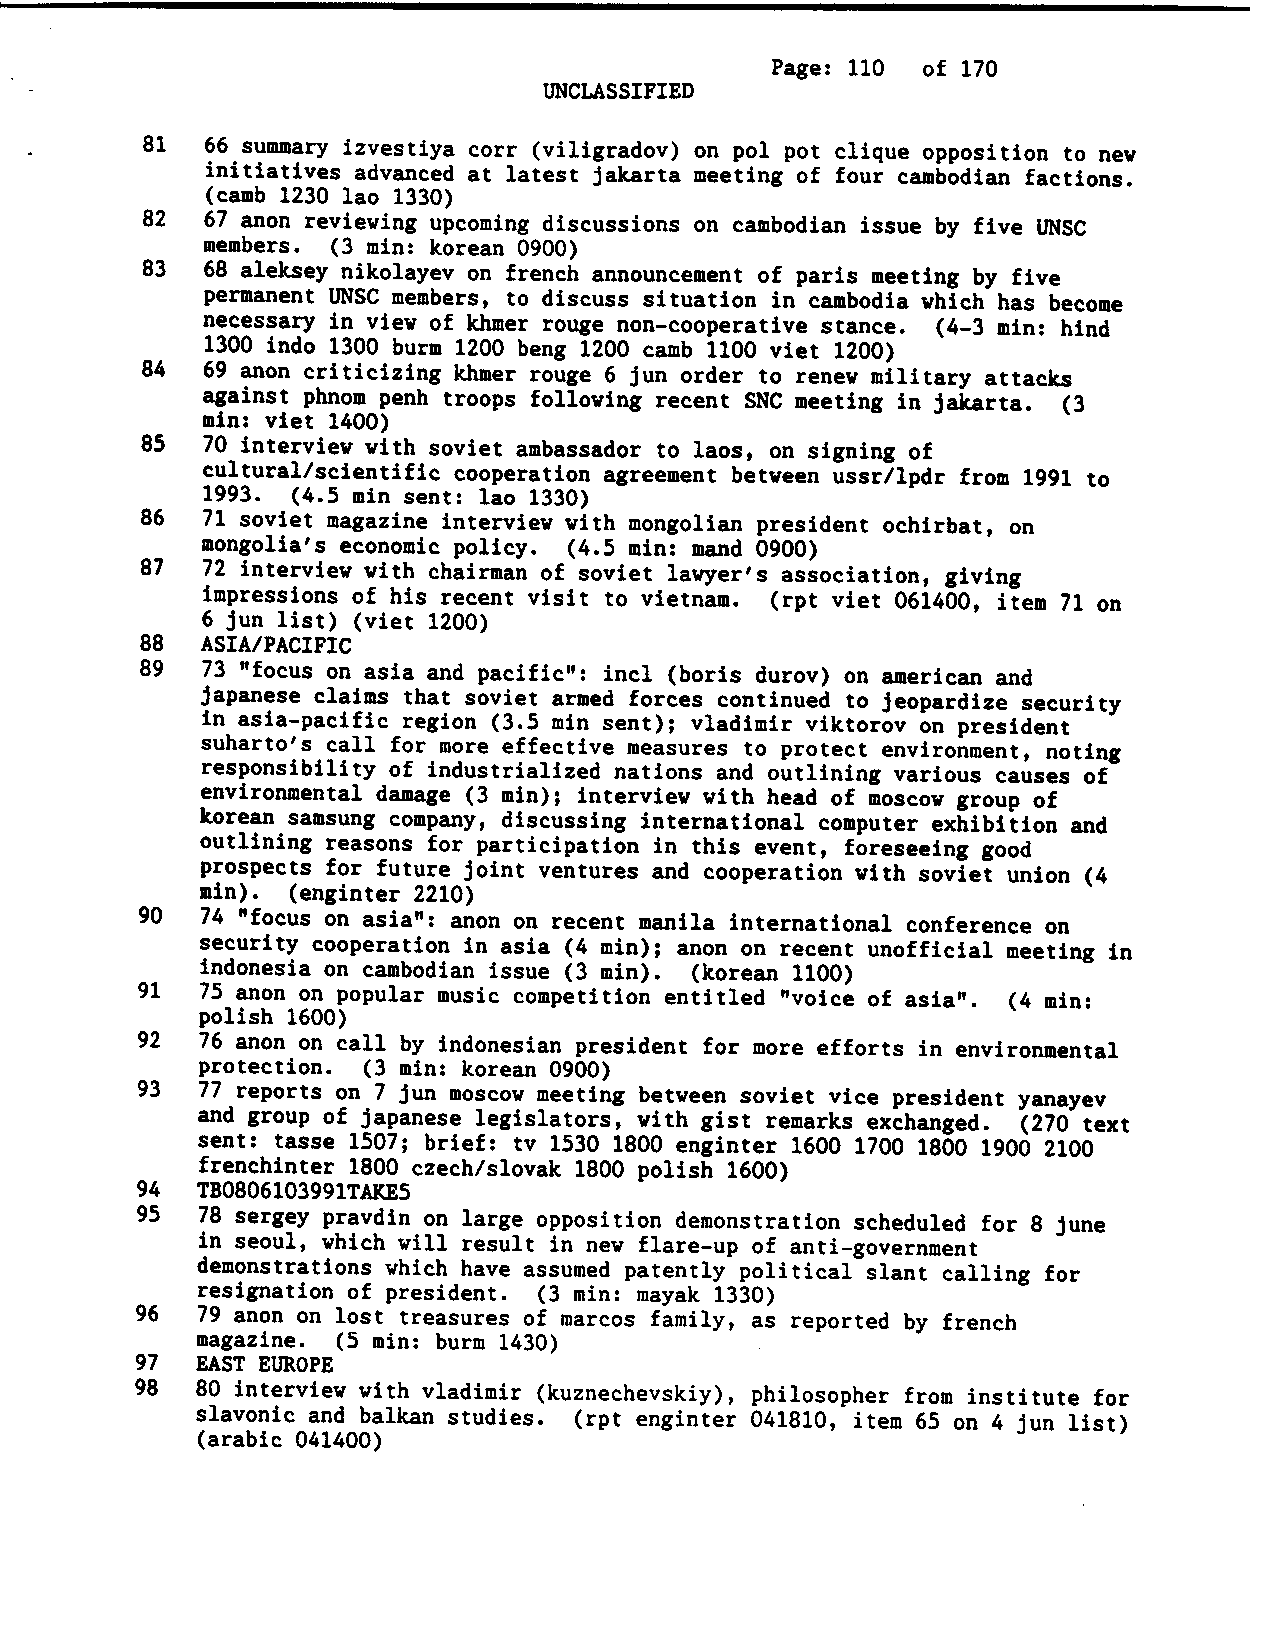 Page: 110 of 170
UNCLASSIFIED
81 66 summary izvestiya corr (viligradov) on pol pot clique opposition to new
initiatives advanced at latest jakarta meeting of four cambodian factions.
(camb 1230 lao 1330)
82 67 anon reviewing upcoming discussions on cambodian issue by five UNSC
members. (3 min: korean 0900)
83 68 aleksey nikolayev on french announcement of paris meeting by five
permanent UNSC members, to discuss situation in cambodia which has become
necessary in view of khmer rouge non-cooperative stance. (4-3 min: hind
1300 indo 1300 burm 1200 beng 1200 camb 1100 viet 1200)
84 69 anon criticizing khmer rouge 6 jun order to renew military attacks
against phnom penh troops following recent SNC meeting in jakarta. (3
min: viet 1400)
85 70 interview with soviet ambassador to laos, on signing of
cultural/scientific cooperation agreement between ussr/lpdr from 1991 to
1993. (4.5 min sent: lao 1330)
86 71 soviet magazine interview with mongolian president ochirbat, on
mongolia's economic policy. (4.5 min: mand 0900)
87 72 interview with chairman of soviet lawyer's association, giving
impressions of his recent visit to vietnam. (rpt viet 061400, item 71 on
6 jun list) (viet 1200)
88 ASIA/PACIFIC
89 73 "focus on asia and pacific": incl (boris durov) on american and
japanese claims that soviet armed forces continued to jeopardize security
in asia-pacific region (3.5 min sent); vladimir viktorov on president
suharto's call for more effective measures to protect environment, noting
responsibility of industrialized nations and outlining various causes of
environmental damage (3 min); interview with head of moscow group of
korean samsung company, discussing international computer exhibition and
outlining reasons for participation in this event, foreseeing good
prospects for future joint ventures and cooperation with soviet union (4
min). (enginter 2210)
90 74 "focus on asia": anon on recent manila international conference on
security cooperation in asia (4 min); anon on recent unofficial meeting in
indonesia on cambodian issue (3 min). (korean 1100)
91 75 anon on popular music competition entitled "voice of asia". (4 min:
polish 1600)
92 76 anon on call by indonesian president for more efforts in environmental
protection. (3 min: korean 0900)
93 77 reports on 7 jun moscow meeting between soviet vice president yanayev
and group of japanese legislators, with gist remarks exchanged. (270 text
sent: tasse 1507; brief: tv 1530 1800 enginter 1600 1700 1800 1900 2100
frenchinter 1800 czech/slovak 1800 polish 1600)
94 TB0806103991TAKE5
95 78 sergey pravdin on large opposition demonstration scheduled for 8 june
in seoul, which will result in new flare-up of anti-government
demonstrations which have assumed patently political slant calling for
resignation of president. (3 min: mayak 1330)
96 79 anon on lost treasures of marcos family, as reported by french
magazine. (5 min: burm 1430)
97 EAST EUROPE
98 80 interview with vladimir (kuznechevskiy), philosopher from institute for
slavonic and balkan studies. (rpt enginter 041810, item 65 on 4 jun list)
(arabic 041400)